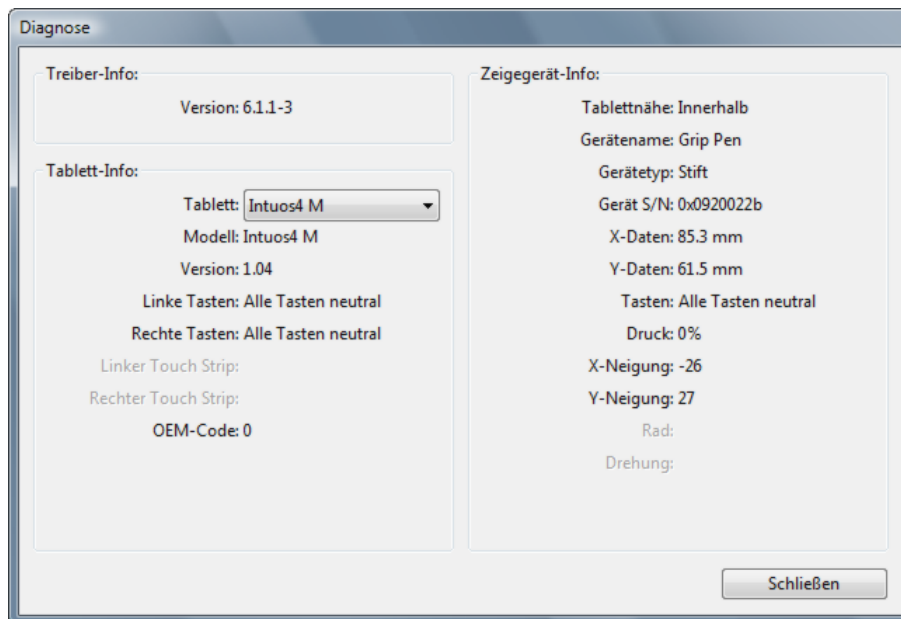 Diagnose
Treiber-Info:
Version: 6.1.1-3
Tablett-Info:
Tablett: Intuos4 M
Modell: Intuos4 M
Version: 1.04
Linke Tasten: Alle Tasten neutral
Rechte Tasten: Alle Tasten neutral
Linker Touch Strip:
Rechter Touch Strip:
OEM-Code: 0
Zeigegerät-Info:
Tablettnähe: Innerhalb
Gerätename: Grip Pen
Gerätetyp: Stift
Gerät S/N: 0x0920022b
X-Daten: 85.3 mm
Y-Daten: 61.5 mm
Tasten: Alle Tasten neutral
Druck: 0%
X-Neigung: -26
Y-Neigung: 27
Rad:
Drehung:
Schließen